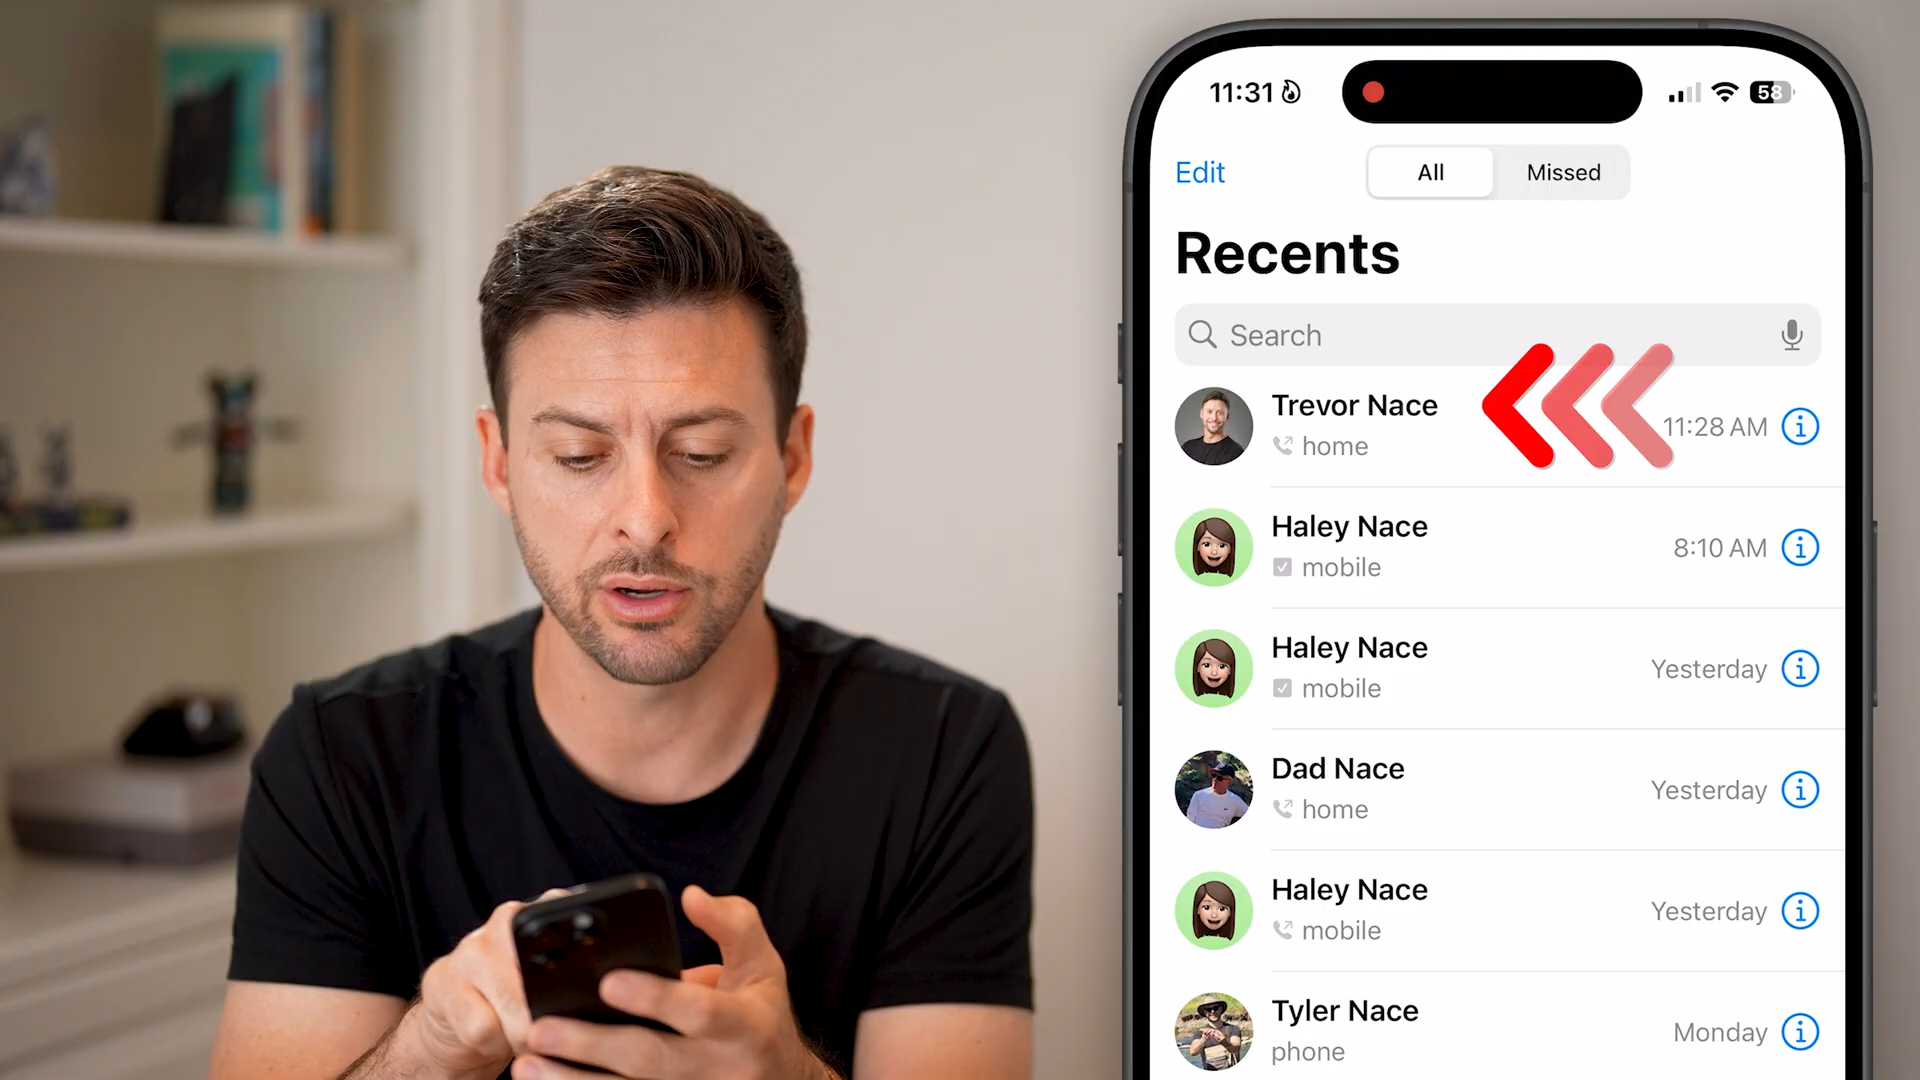 11:31
58
Edit
All
Missed
Recents
Search
Trevor Nace
home
11:28 AM
Haley Nace
mobile
8:10 AM
Haley Nace
mobile
Yesterday
Dad Nace
home
Yesterday
Haley Nace
mobile
Yesterday
Tyler Nace
phone
Monday